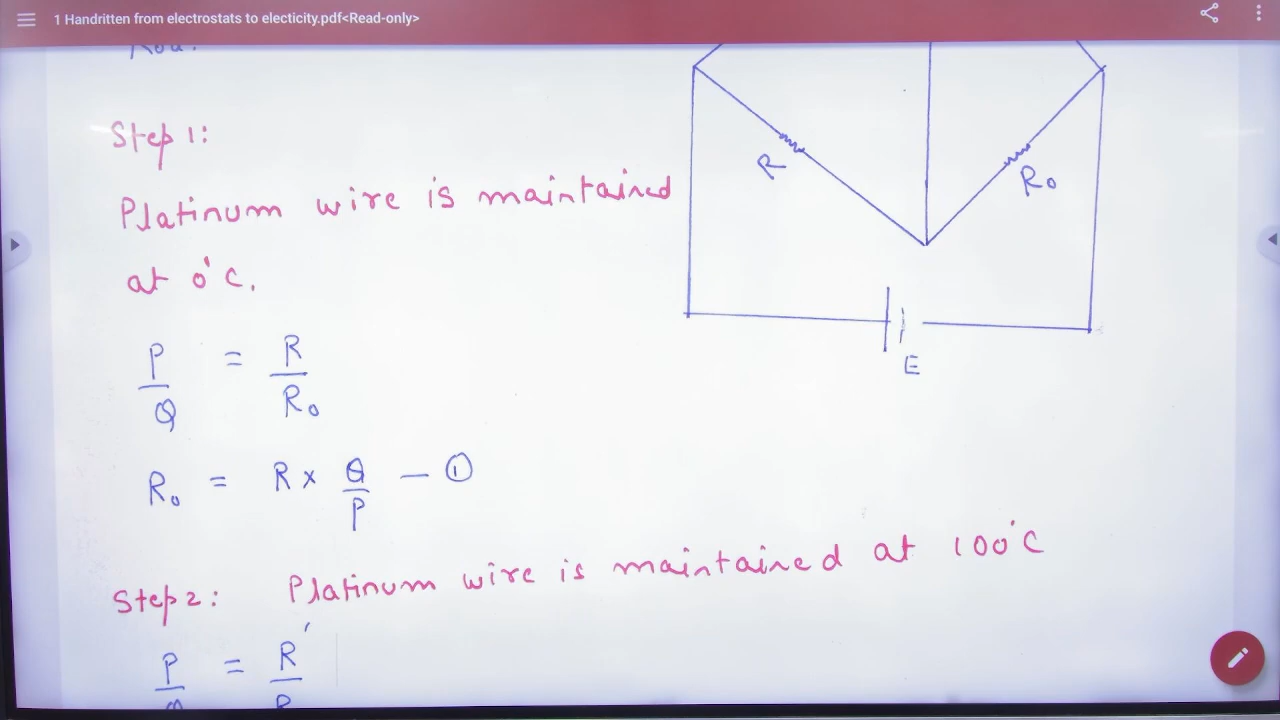 1 Handritten from electrostats to electicity.pdf<Read-only>
Rod.
Step 1:
Platinum wire is maintained
at 0°C.
P/Q = R/R₀
R₀ = R × Q/P — ①
R
R₀
E
Step 2: Platinum wire is maintained at 100°C
P = R′